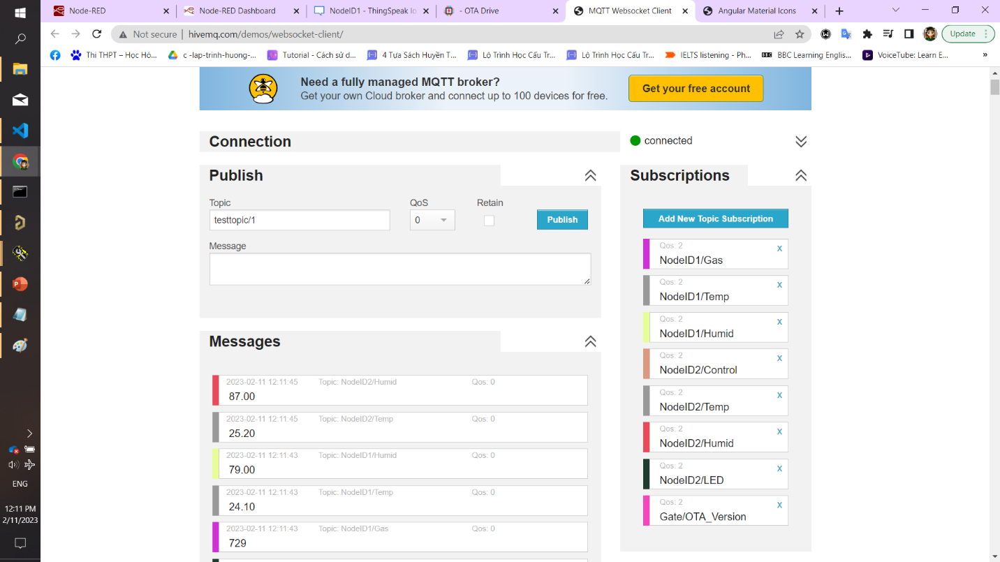 Node-RED
Node-RED Dashboard
NodeID1 - ThingSpeak Io
- OTA Drive
MQTT Websocket Client
Angular Material Icons
Not secure | hivemq.com/demos/websocket-client/
Update
Thi THPT – Học Hó...
c -lap-trinh-huong-...
Tutorial - Cách sử d...
4 Tựa Sách Huyền T...
Lộ Trình Học Cấu Tr...
Lộ Trình Học Cấu Tr...
IELTS listening - Ph...
BBC Learning Englis...
VoiceTube: Learn E...
»
Need a fully managed MQTT broker?
Get your own Cloud broker and connect up to 100 devices for free.
Get your free account
Connection
connected
Publish
Topic
QoS
Retain
testtopic/1
0
Publish
Message
Messages
2023-02-11 12:11:45 Topic: NodeID2/Humid Qos: 0
87.00
2023-02-11 12:11:45 Topic: NodeID2/Temp Qos: 0
25.20
2023-02-11 12:11:43 Topic: NodeID1/Humid Qos: 0
79.00
2023-02-11 12:11:43 Topic: NodeID1/Temp Qos: 0
24.10
2023-02-11 12:11:43 Topic: NodeID1/Gas Qos: 0
729
Subscriptions
Add New Topic Subscription
Qos: 2 x
NodeID1/Gas
Qos: 2 x
NodeID1/Temp
Qos: 2 x
NodeID1/Humid
Qos: 2 x
NodeID2/Control
Qos: 2 x
NodeID2/Temp
Qos: 2 x
NodeID2/Humid
Qos: 2 x
NodeID2/LED
Qos: 2 x
Gate/OTA_Version
ENG
12:11 PM
2/11/2023